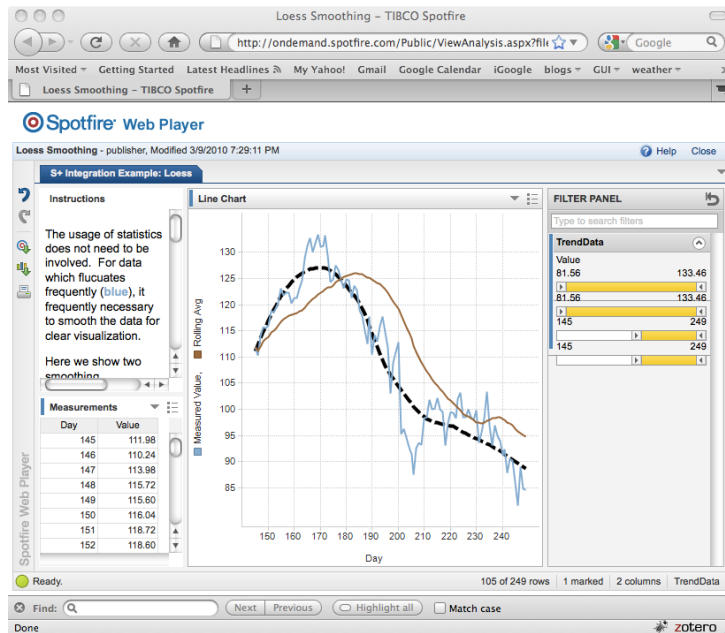 Loess Smoothing – TIBCO Spotfire
http://ondemand.spotfire.com/Public/ViewAnalysis.aspx?file
Google
Most Visited Getting Started Latest Headlines My Yahoo! Gmail Google Calendar iGoogle blogs GUI weather
Loess Smoothing – TIBCO Spotfire +
Spotfire Web Player
Loess Smoothing - publisher, Modified 3/9/2010 7:29:11 PM
Help Close
S+ Integration Example: Loess
Instructions
The usage of statistics
does not need to be
involved. For data
which flucuates
frequently (blue), it
frequently necessary
to smooth the data for
clear visualization.
Here we show two
smoothing
Measurements
Day Value
145 111.98
146 110.24
147 113.98
148 115.72
149 115.60
150 116.04
151 118.72
152 118.60
Spotfire Web Player
Line Chart
Measured Value, Rolling Avg
130
125
120
115
110
105
100
95
90
85
150 160 170 180 190 200 210 220 230 240
Day
FILTER PANEL
Type to search filters
TrendData
Value
81.56 133.46
81.56 133.46
145 249
145 249
Ready.
105 of 249 rows 1 marked 2 columns TrendData
Find: Next Previous Highlight all Match case
Done
zotero